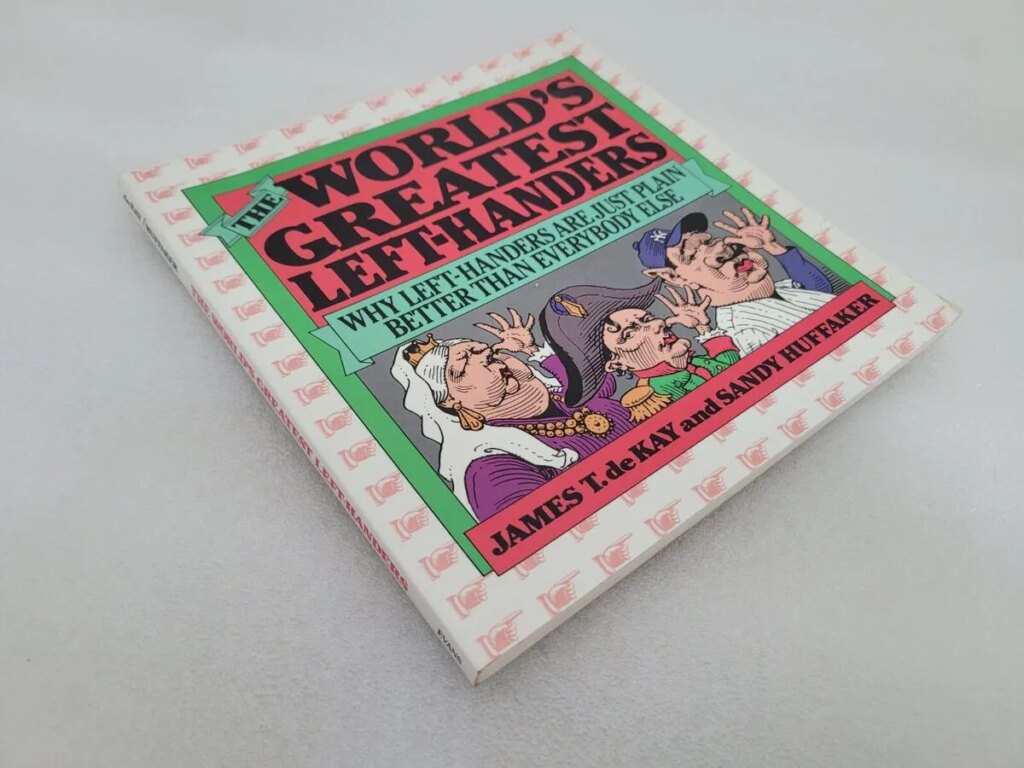 THE
WORLD'S
GREATEST
LEFT-HANDERS
WHY LEFT-HANDERS ARE JUST PLAIN
BETTER THAN EVERYBODY ELSE
JAMES T. de KAY and SANDY HUFFAKER
THE WORLD'S GREATEST LEFT-HANDERS
EVANS